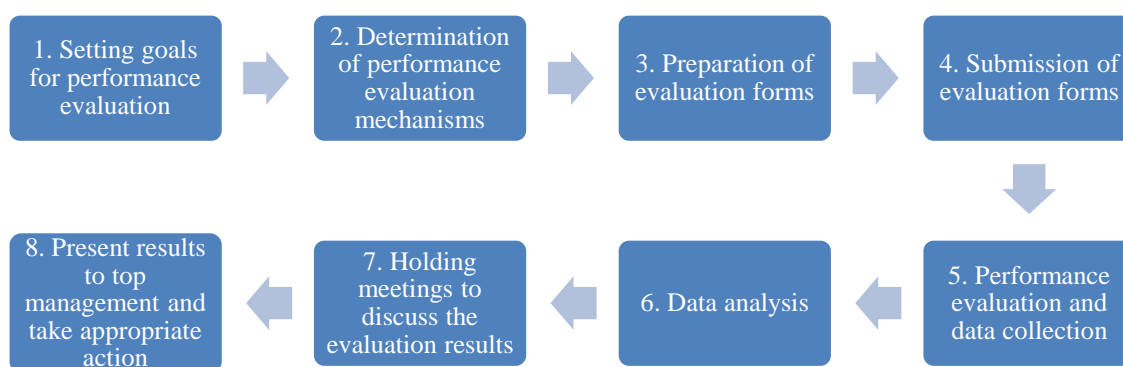 1. Setting goals
for performance
evaluation
2. Determination
of performance
evaluation
mechanisms
3. Preparation of
evaluation forms
4. Submission of
evaluation forms
5. Performance
evaluation and
data collection
6. Data analysis
7. Holding
meetings to
discuss the
evaluation results
8. Present results
to top
management and
take appropriate
action